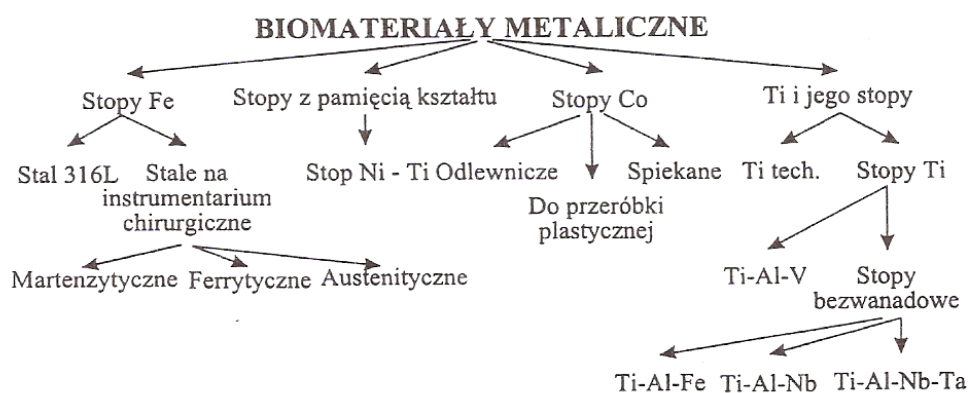 BIOMATERIAŁY METALICZNE
Stopy Fe
Stopy z pamięcią kształtu
Stopy Co
Ti i jego stopy
Stal 316L
Stale na
instrumentarium
chirurgiczne
Stop Ni - Ti
Odlewnicze
Do przeróbki
plastycznej
Spiekane
Ti tech.
Stopy Ti
Martenzytyczne
Ferrytyczne
Austenityczne
Ti-Al-V
Stopy
bezwanadowe
Ti-Al-Fe
Ti-Al-Nb
Ti-Al-Nb-Ta